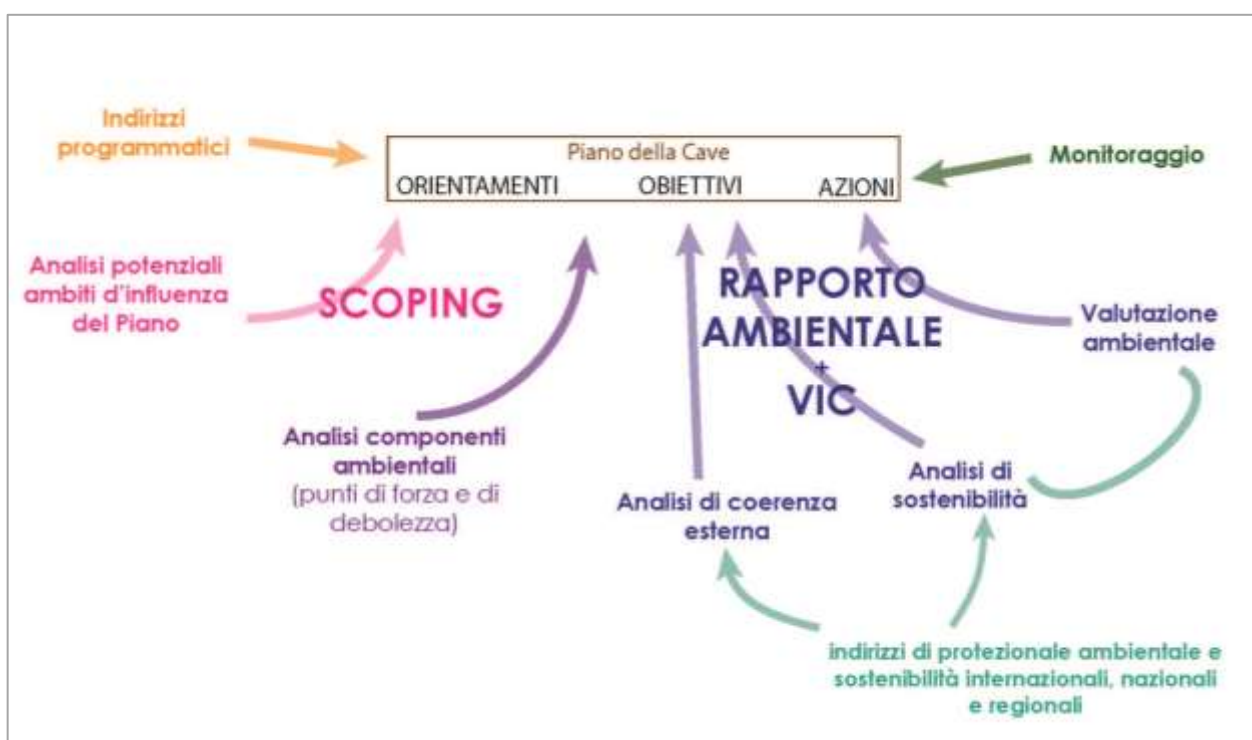 Indirizzi
programmatici
Piano della Cave
ORIENTAMENTI OBIETTIVI AZIONI
Monitoraggio
Analisi potenziali
ambiti d'influenza
del Piano
SCOPING
RAPPORTO
AMBIENTALE
+
VIC
Valutazione
ambientale
Analisi componenti
ambientali
(punti di forza e di
debolezza)
Analisi di coerenza
esterna
Analisi di
sostenibilità
indirizzi di protezionale ambientale e
sostenibilità internazionali, nazionali
e regionali